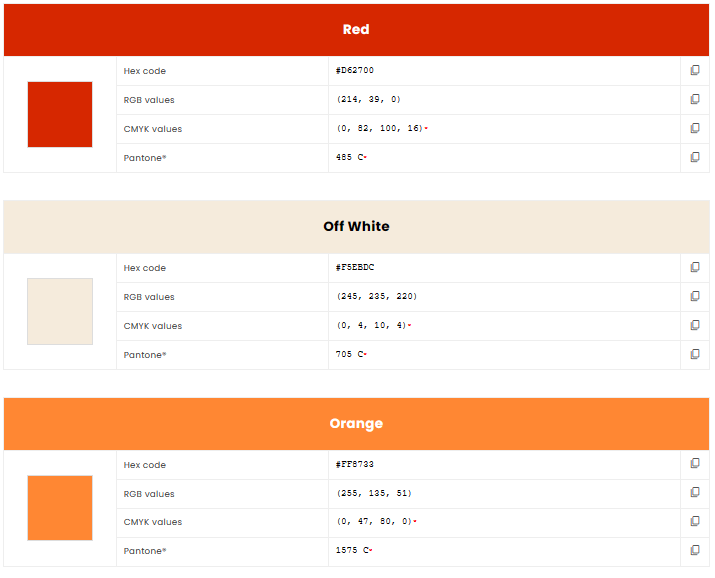 Red
Hex code #D62700
RGB values (214, 39, 0)
CMYK values (0, 82, 100, 16)*
Pantone® 485 C*
Off White
Hex code #F5EBDC
RGB values (245, 235, 220)
CMYK values (0, 4, 10, 4)*
Pantone® 705 C*
Orange
Hex code #FF8733
RGB values (255, 135, 51)
CMYK values (0, 47, 80, 0)*
Pantone® 1575 C*